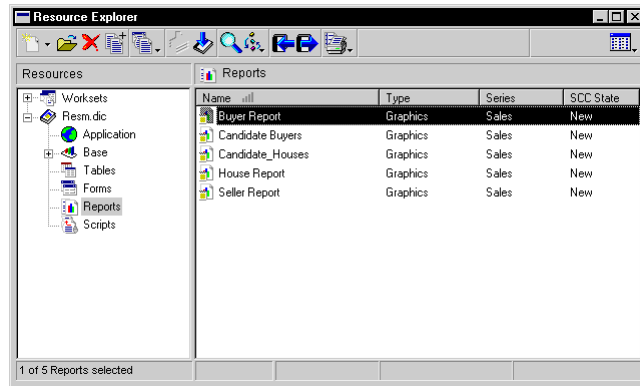 Resource Explorer
Resources
Reports
Worksets
Resm.dic
Application
Base
Tables
Forms
Reports
Scripts
Name Type Series SCC State
Buyer Report Graphics Sales New
Candidate Buyers Graphics Sales New
Candidate_Houses Graphics Sales New
House Report Graphics Sales New
Seller Report Graphics Sales New
1 of 5 Reports selected